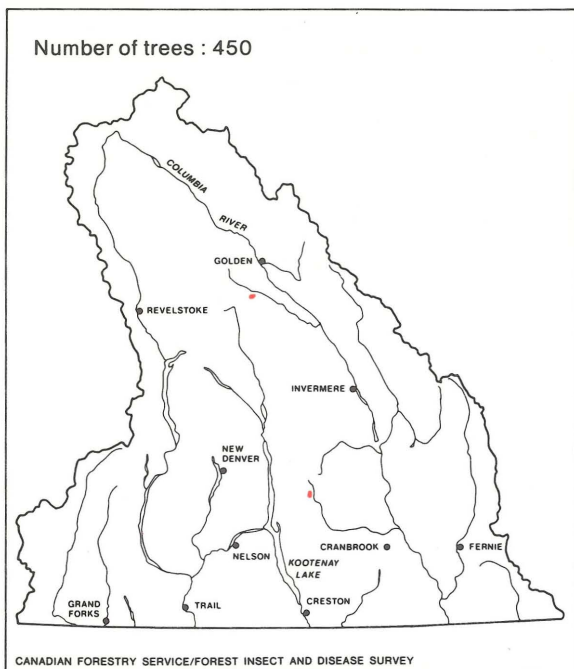 Number of trees : 450
COLUMBIA
RIVER
GOLDEN
REVELSTOKE
INVERMERE
NEW
DENVER
NELSON
KOOTENAY
LAKE
CRANBROOK
FERNIE
GRAND
FORKS
TRAIL
CRESTON
CANADIAN FORESTRY SERVICE/FOREST INSECT AND DISEASE SURVEY